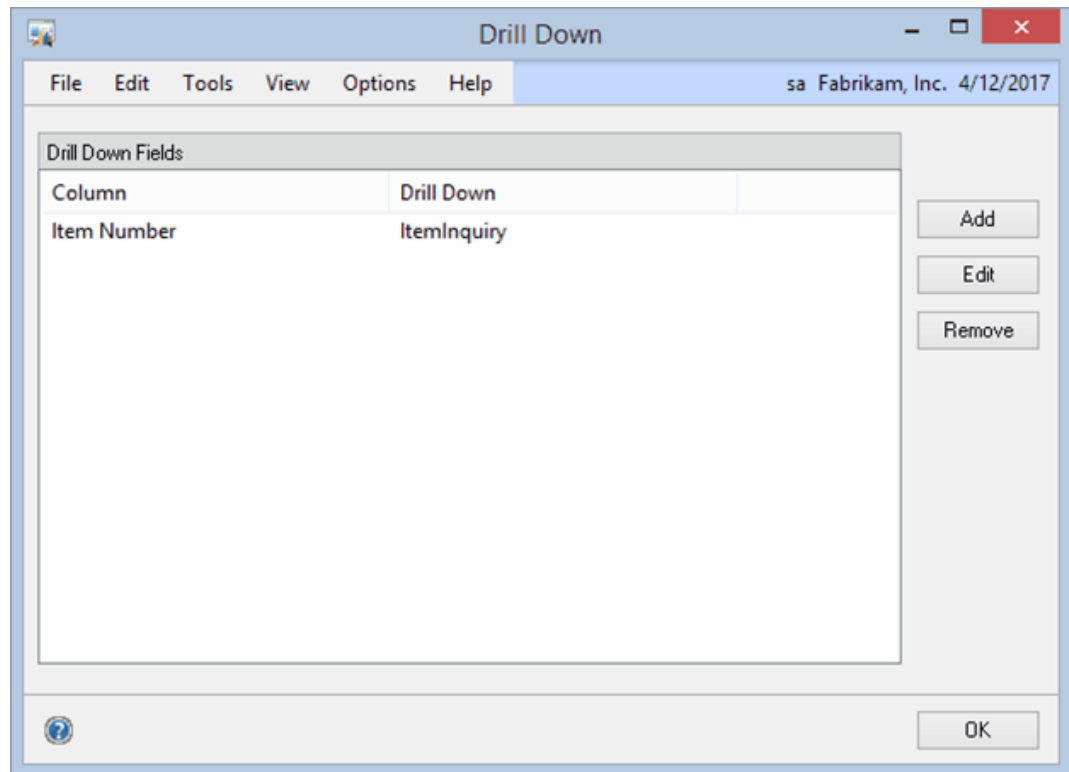 Drill Down
File Edit Tools View Options Help sa Fabrikam, Inc. 4/12/2017
Drill Down Fields
Column Drill Down
Item Number ItemInquiry
Add
Edit
Remove
OK